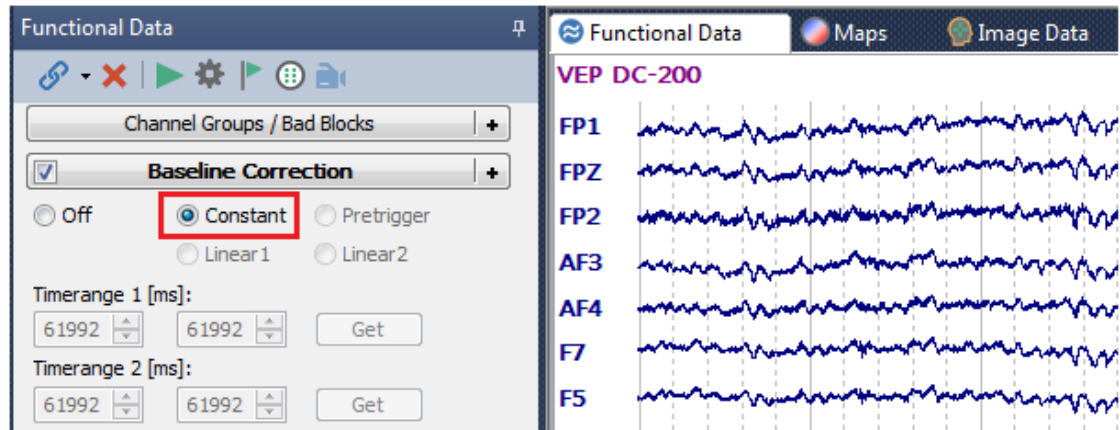 Functional Data
Channel Groups / Bad Blocks +
Baseline Correction +
Off Constant Pretrigger
Linear1 Linear2
Timerange 1 [ms]:
61992 61992 Get
Timerange 2 [ms]:
61992 61992 Get
Functional Data Maps Image Data
VEP DC-200
FP1
FPZ
FP2
AF3
AF4
F7
F5